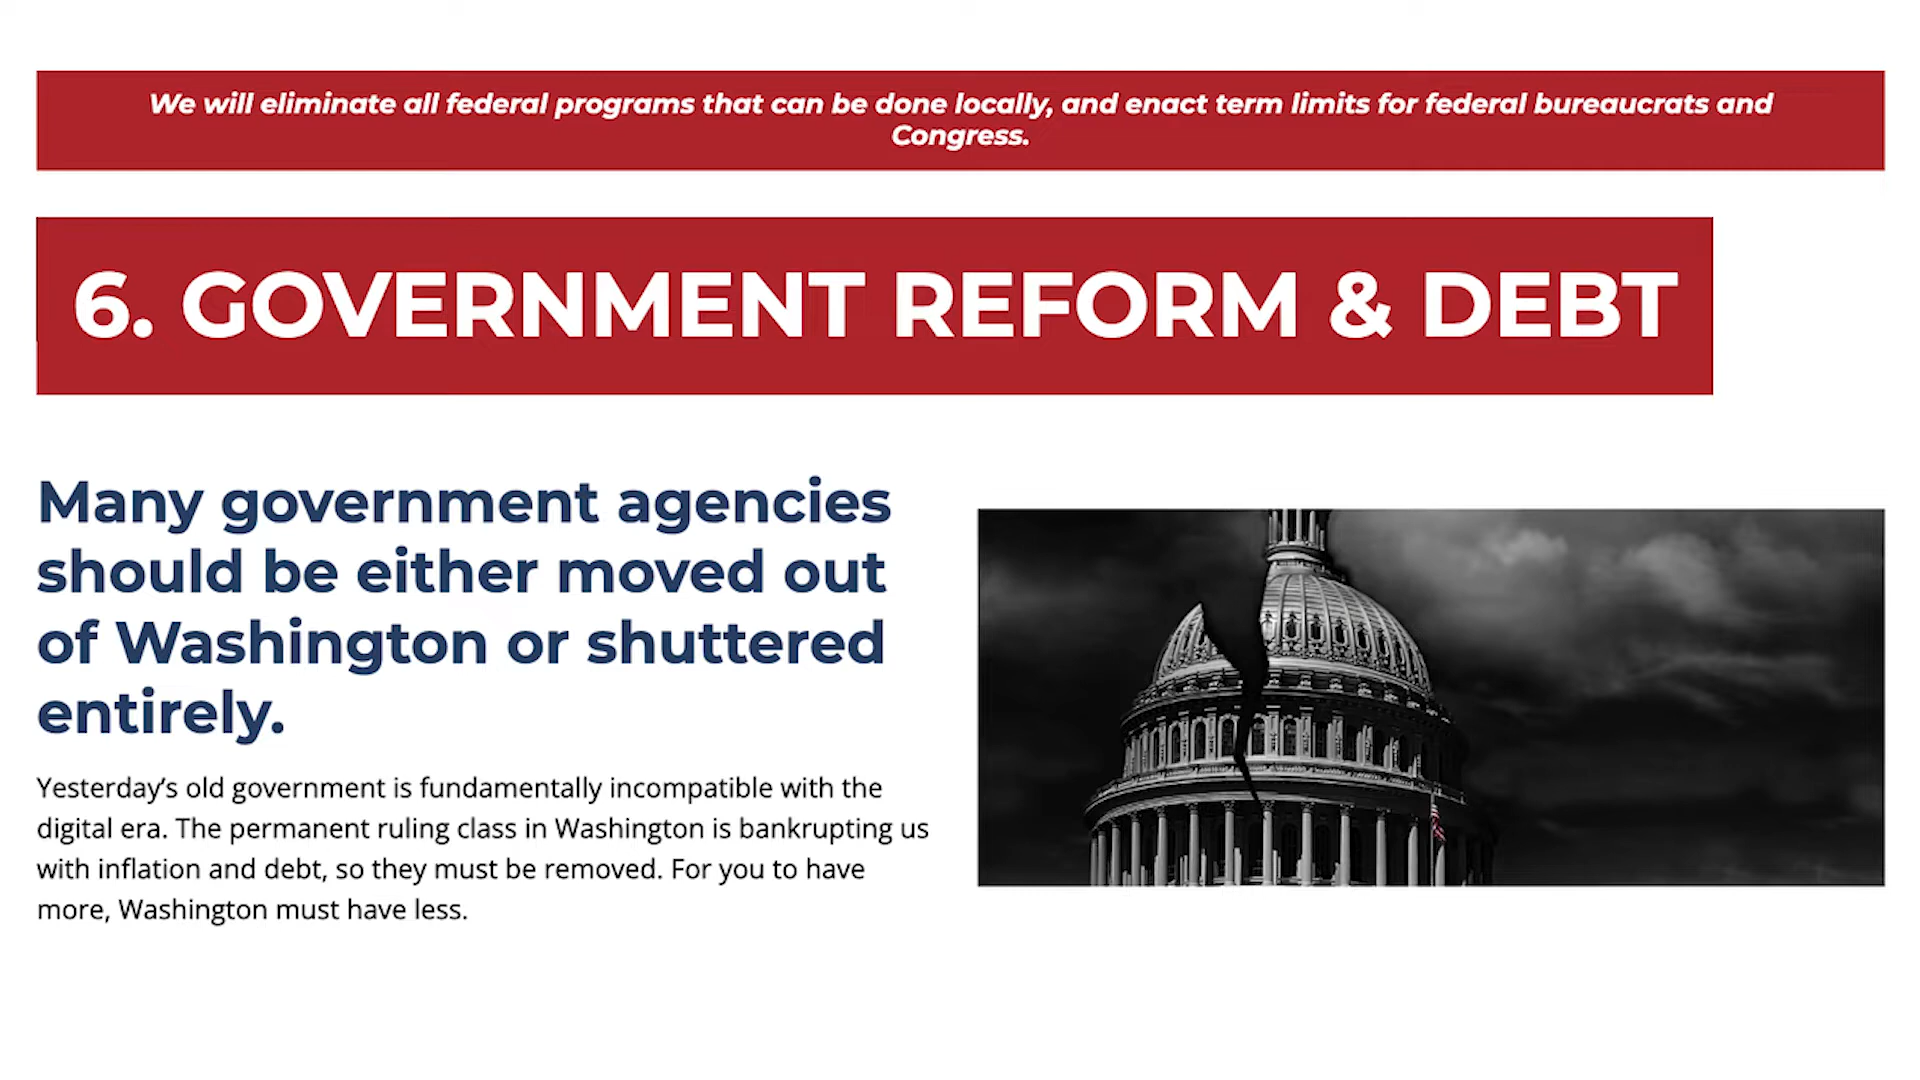 We will eliminate all federal programs that can be done locally, and enact term limits for federal bureaucrats and
Congress.
6. GOVERNMENT REFORM & DEBT
Many government agencies
should be either moved out
of Washington or shuttered
entirely.
Yesterday’s old government is fundamentally incompatible with the
digital era. The permanent ruling class in Washington is bankrupting us
with inflation and debt, so they must be removed. For you to have
more, Washington must have less.